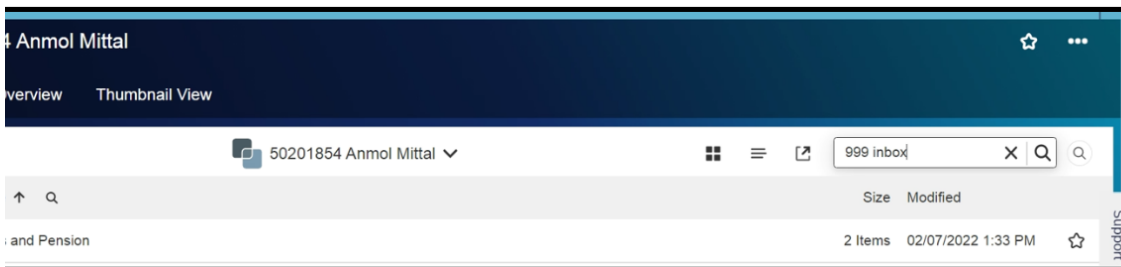 4 Anmol Mittal
verview Thumbnail View
50201854 Anmol Mittal 999 inbox
Size Modified
and Pension 2 Items 02/07/2022 1:33 PM
Support